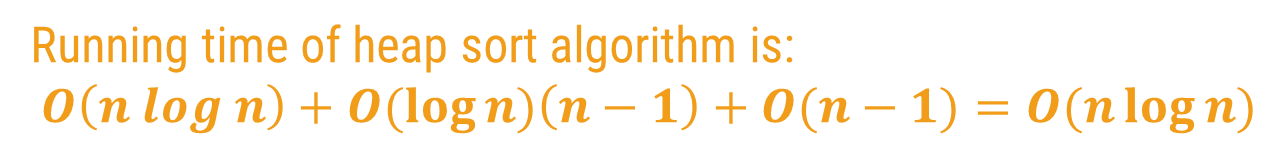 Running time of heap sort algorithm is:
O(n log n) + O(log n)(n − 1) + O(n − 1) = O(n log n)